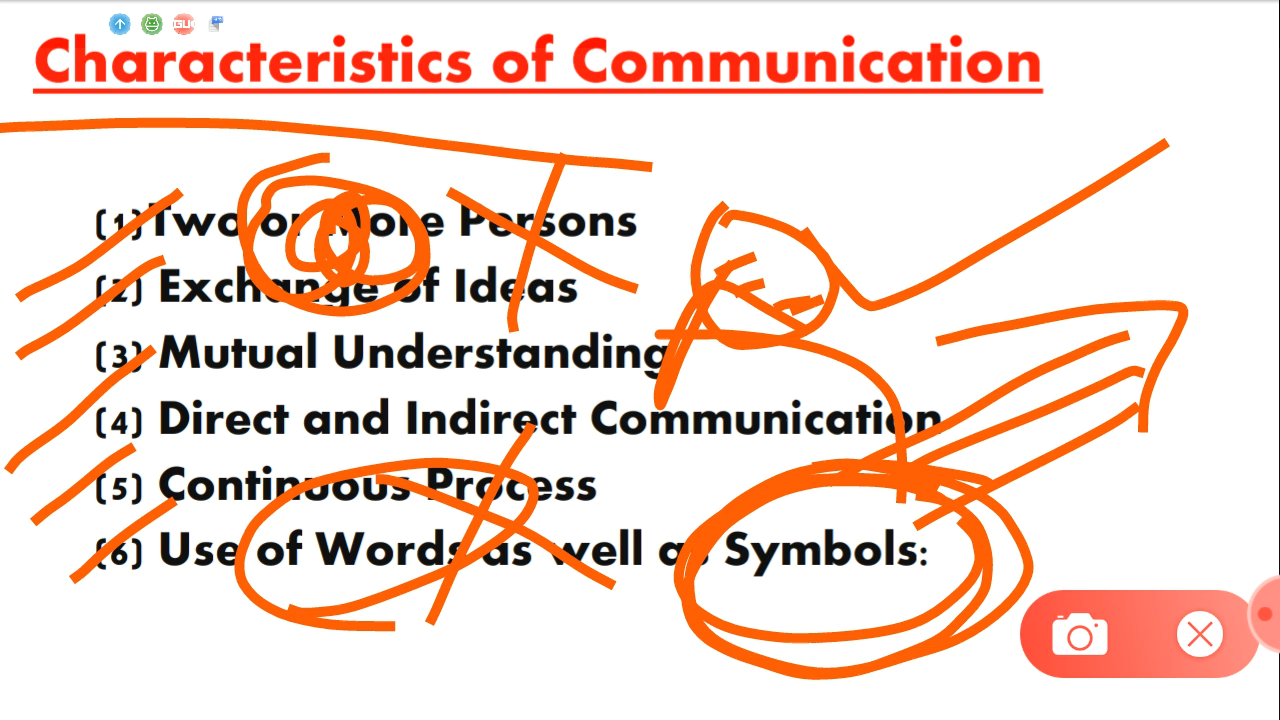 Characteristics of Communication
(1)Two or More Persons
(2) Exchange of Ideas
(3) Mutual Understanding
(4) Direct and Indirect Communication
(5) Continuous Process
(6) Use of Words as well as Symbols: